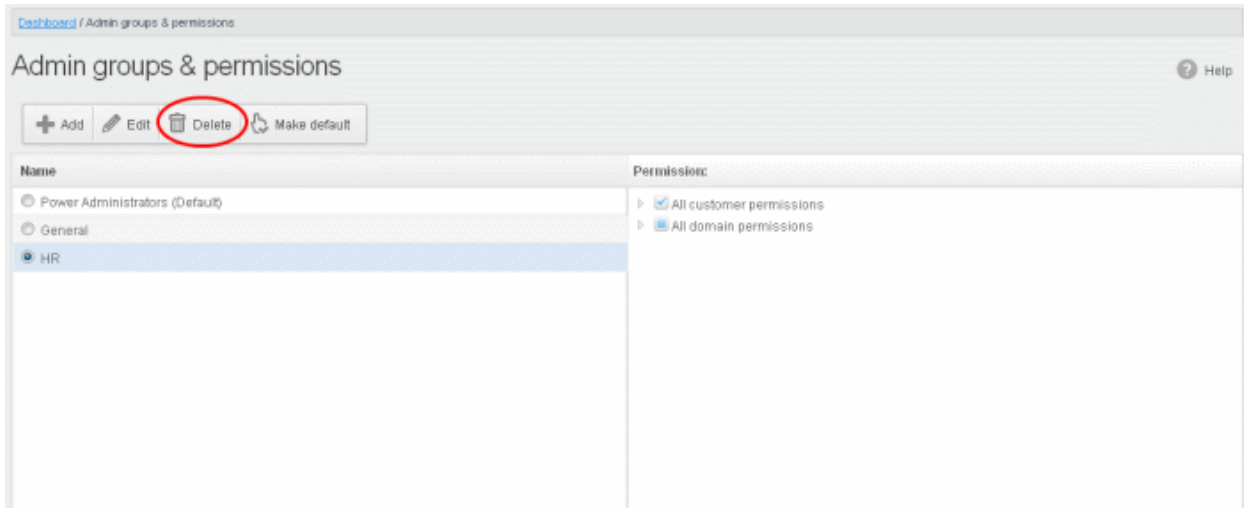 Dashboard / Admin groups & permissions
Admin groups & permissions
Help
Add Edit Delete Make default
Name Permission:
Power Administrators (Default) All customer permissions
General All domain permissions
HR